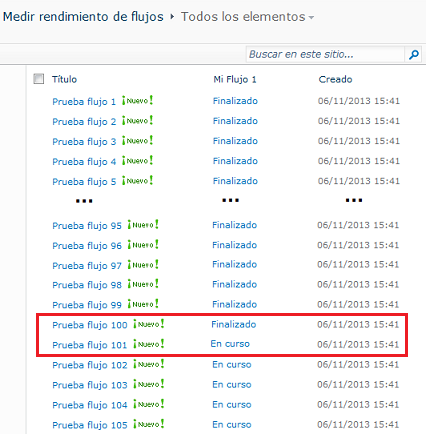 Medir rendimiento de flujos ▸ Todos los elementos ▾
Buscar en este sitio...
Título Mi Flujo 1 Creado
Prueba flujo 1 ¡Nuevo! Finalizado 06/11/2013 15:41
Prueba flujo 2 ¡Nuevo! Finalizado 06/11/2013 15:41
Prueba flujo 3 ¡Nuevo! Finalizado 06/11/2013 15:41
Prueba flujo 4 ¡Nuevo! Finalizado 06/11/2013 15:41
Prueba flujo 5 ¡Nuevo! Finalizado 06/11/2013 15:41
... ... ...
Prueba flujo 95 ¡Nuevo! Finalizado 06/11/2013 15:41
Prueba flujo 96 ¡Nuevo! Finalizado 06/11/2013 15:41
Prueba flujo 97 ¡Nuevo! Finalizado 06/11/2013 15:41
Prueba flujo 98 ¡Nuevo! Finalizado 06/11/2013 15:41
Prueba flujo 99 ¡Nuevo! Finalizado 06/11/2013 15:41
Prueba flujo 100 ¡Nuevo! Finalizado 06/11/2013 15:41
Prueba flujo 101 ¡Nuevo! En curso 06/11/2013 15:41
Prueba flujo 102 ¡Nuevo! En curso 06/11/2013 15:41
Prueba flujo 103 ¡Nuevo! En curso 06/11/2013 15:41
Prueba flujo 104 ¡Nuevo! En curso 06/11/2013 15:41
Prueba flujo 105 ¡Nuevo! En curso 06/11/2013 15:41